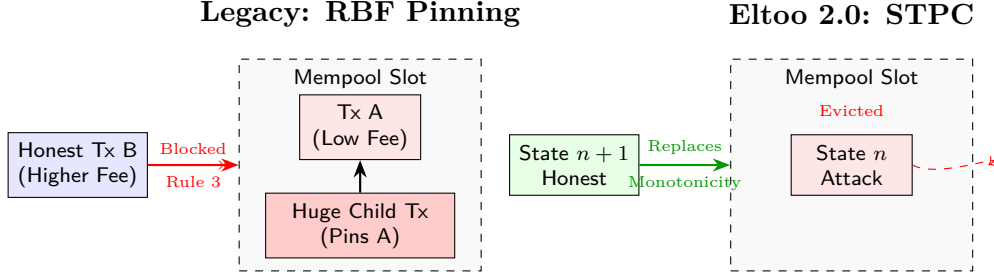 Legacy: RBF Pinning
Mempool Slot
Tx A
(Low Fee)
Honest Tx B
(Higher Fee)
Blocked
Rule 3
Huge Child Tx
(Pins A)
Eltoo 2.0: STPC
Mempool Slot
Evicted
State n + 1
Honest
Replaces
Monotonicity
State n
Attack